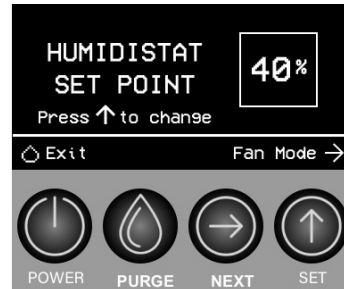 HUMIDISTAT
SET POINT
40%
Press ↑ to change
Exit
Fan Mode →
POWER
PURGE
NEXT
SET